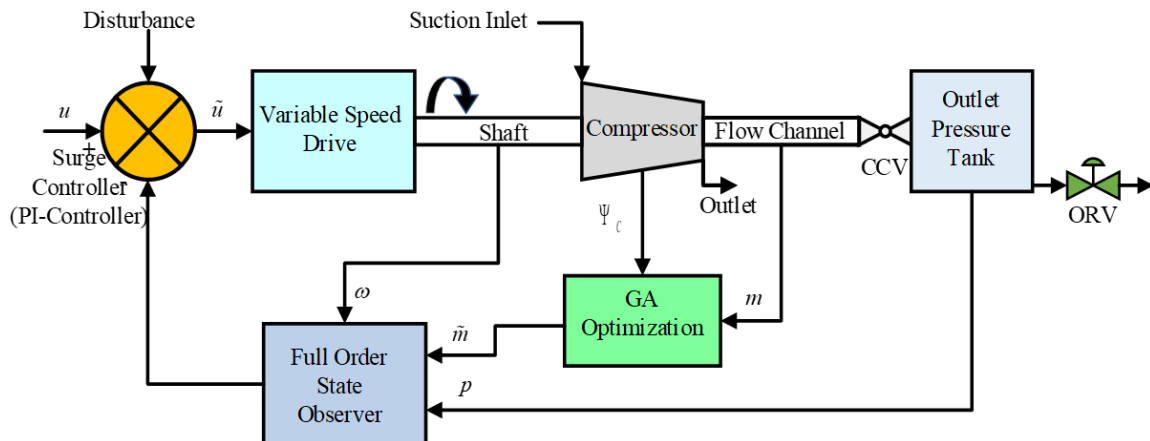 Disturbance
Suction Inlet
u
+
Surge
Controller
(PI-Controller)
-
ũ
Variable Speed
Drive
Shaft
Compressor
Flow Channel
CCV
Outlet
Pressure
Tank
ORV
Outlet
Ψ_c
ω
GA
Optimization
m
m̃
p
Full Order
State
Observer